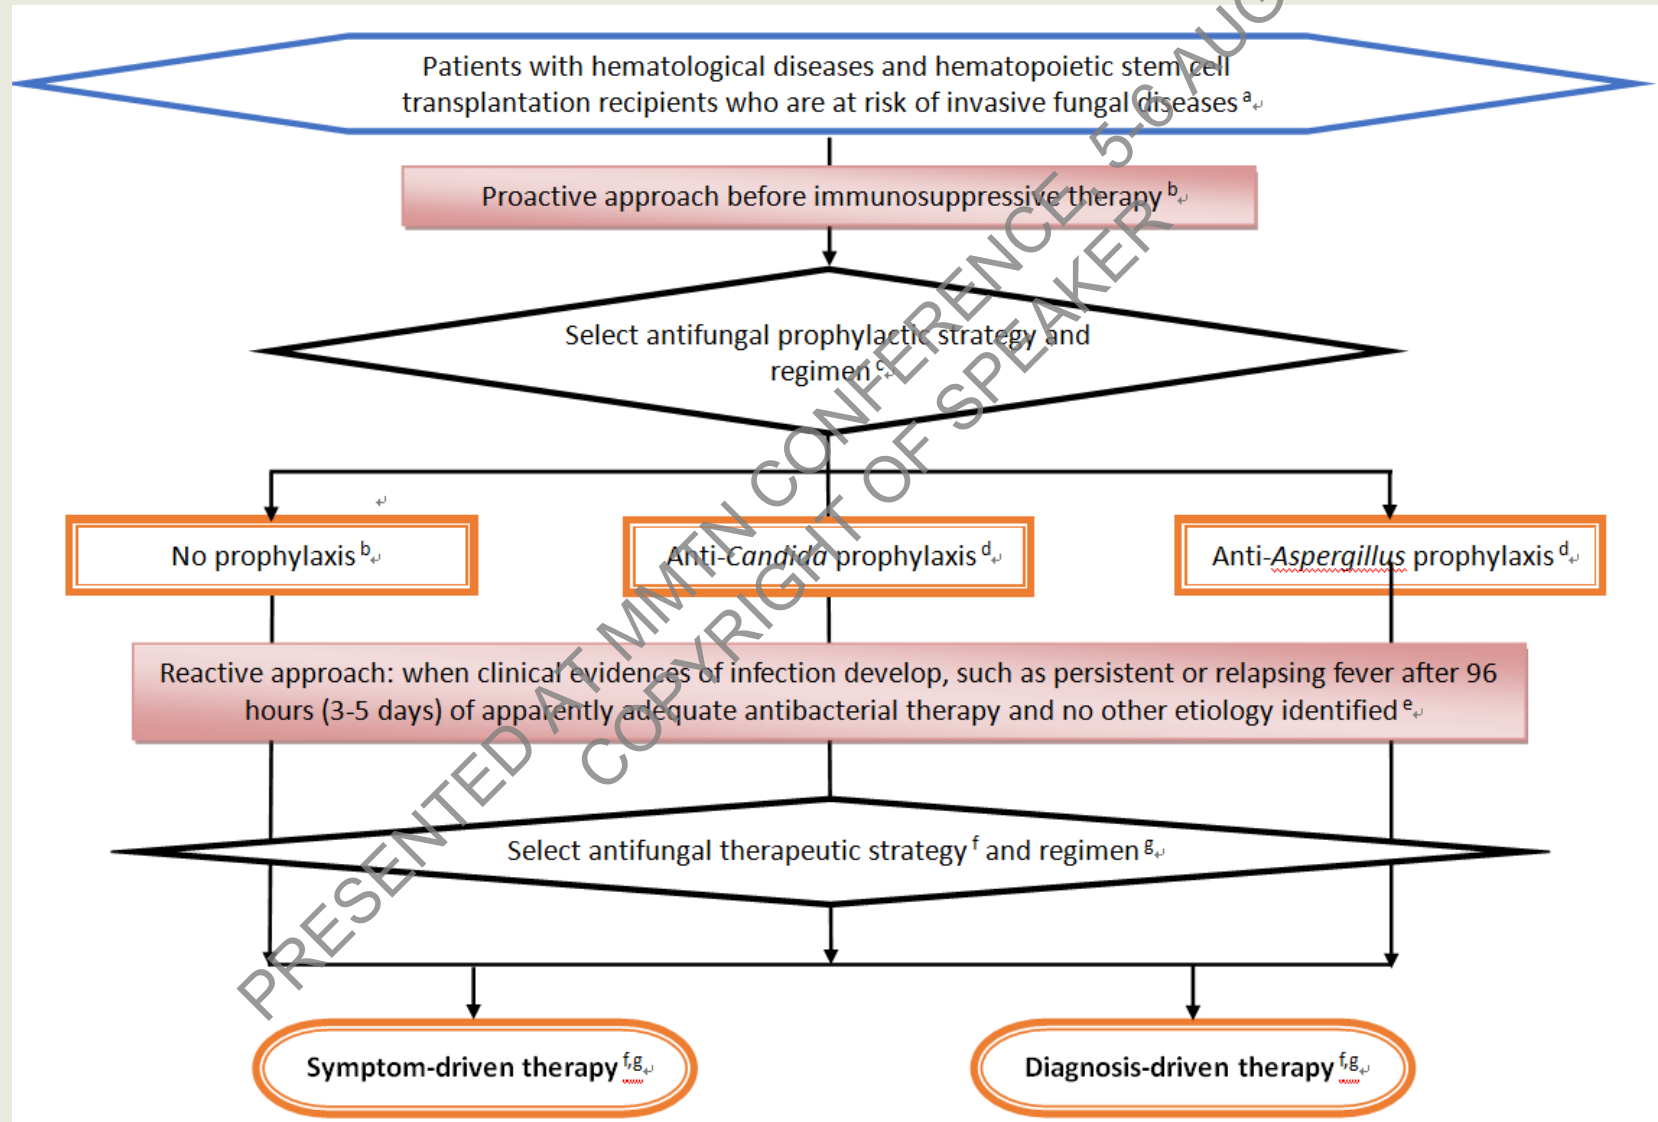 Patients with hematological diseases and hematopoietic stem cell
transplantation recipients who are at risk of invasive fungal diseases a
Proactive approach before immunosuppressive therapy b
Select antifungal prophylactic strategy and
regimen c
No prophylaxis b
Anti-Candida prophylaxis d
Anti-Aspergillus prophylaxis d
Reactive approach: when clinical evidences of infection develop, such as persistent or relapsing fever after 96
hours (3-5 days) of apparently adequate antibacterial therapy and no other etiology identified e
Select antifungal therapeutic strategy f and regimen g
Symptom-driven therapy f,g
Diagnosis-driven therapy f,g
PRESENTED AT MMTN CONFERENCE, 5-6 AUG
COPYRIGHT OF SPEAKER